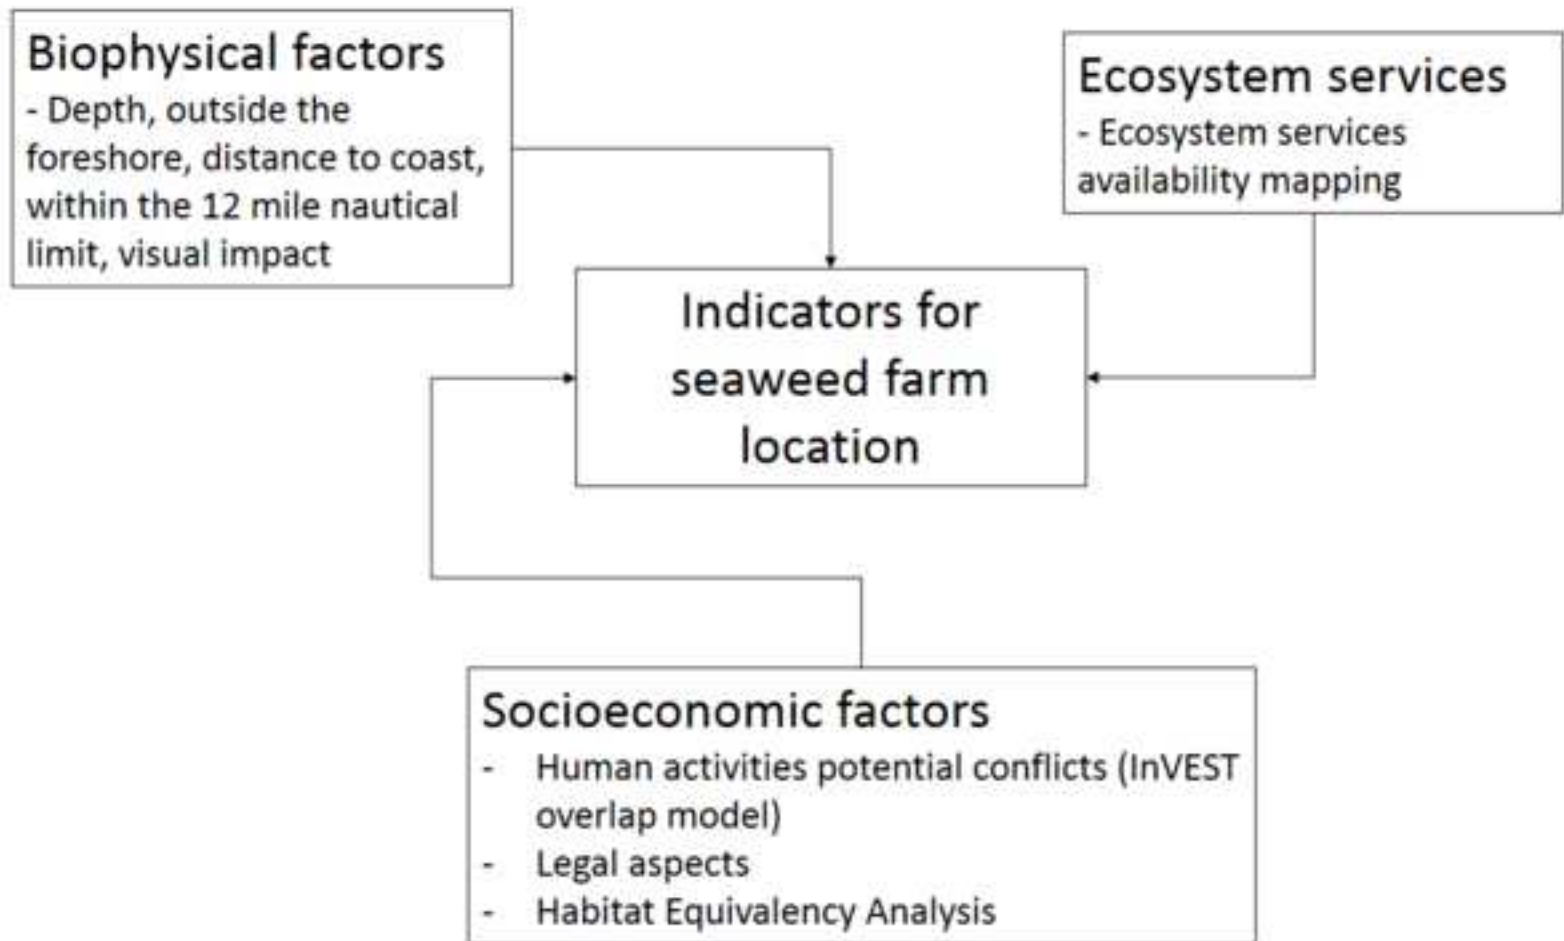 Biophysical factors
- Depth, outside the
foreshore, distance to coast,
within the 12 mile nautical
limit, visual impact
Ecosystem services
- Ecosystem services
availability mapping
Indicators for
seaweed farm
location
Socioeconomic factors
- Human activities potential conflicts (InVEST
overlap model)
- Legal aspects
- Habitat Equivalency Analysis